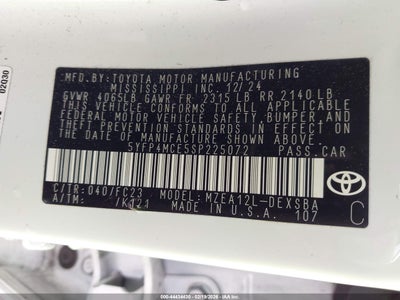 MFD. BY: TOYOTA MOTOR MANUFACTURING
MISSISSIPPI, INC. 12/24
GVWR 4065LB GAWR FR 2315 LB RR 2140 LB
THIS VEHICLE CONFORMS TO ALL APPLICABLE
FEDERAL MOTOR VEHICLE SAFETY, BUMPER, AND
THEFT PREVENTION STANDARDS IN EFFECT ON THE
DATE OF MANUFACTURE SHOWN ABOVE.
5YFP4MCE5SP225072 PASS.CAR
C/TR: 040/FC23 MODEL: MZEA12L-DEXSBA
A/TM: /K121 MADE IN U.S.A. 107
TOYOTA
C
02030
000-44434435 - 02/19/2026 -